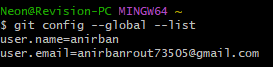 Neon@Revision-PC MINGW64 ~
$ git config --global --list
user.name=anirban
user.email=anirbanrout73505@gmail.com